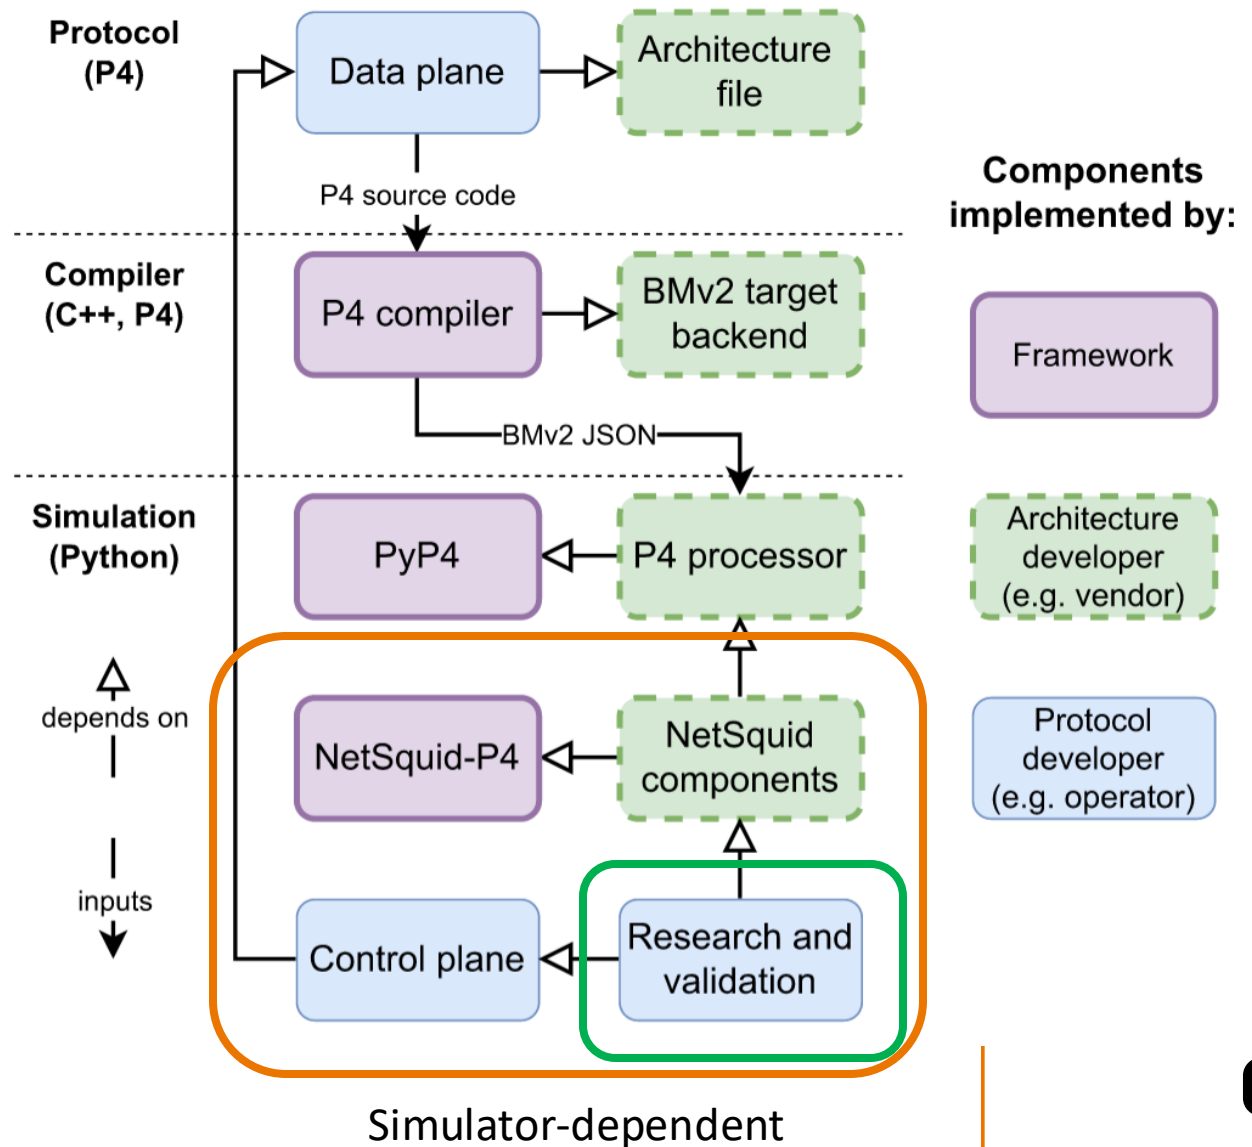 Protocol
(P4)
Data plane
Architecture
file
P4 source code
Components
implemented by:
Compiler
(C++, P4)
P4 compiler
BMv2 target
backend
Framework
BMv2 JSON
Simulation
(Python)
PyP4
P4 processor
Architecture
developer
(e.g. vendor)
depends on
NetSquid-P4
NetSquid
components
Protocol
developer
(e.g. operator)
inputs
Control plane
Research and
validation
Simulator-dependent